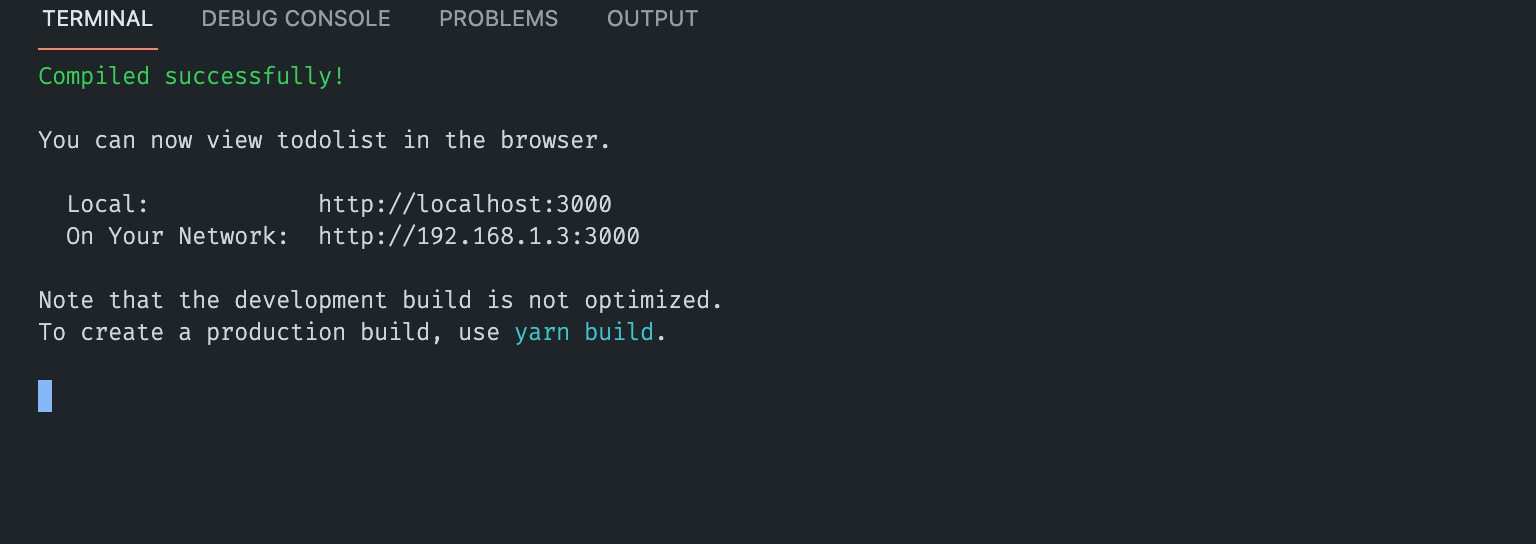 TERMINAL DEBUG CONSOLE PROBLEMS OUTPUT
Compiled successfully!
You can now view todolist in the browser.
Local: http://localhost:3000
On Your Network: http://192.168.1.3:3000
Note that the development build is not optimized.
To create a production build, use yarn build.